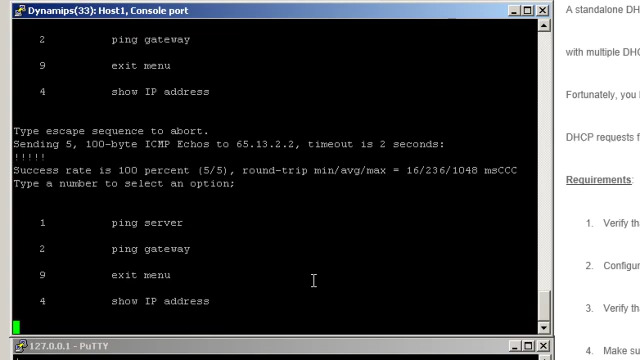 Dynamips(33): Host1, Console port
2 ping gateway
9 exit menu
4 show IP address
Type escape sequence to abort.
Sending 5, 100-byte ICMP Echos to 65.13.2.2, timeout is 2 seconds:
!!!!!
Success rate is 100 percent (5/5), round-trip min/avg/max = 16/236/1048 msCCC
Type a number to select an option;
1 ping server
2 ping gateway
9 exit menu
4 show IP address
127.0.0.1 - PuTTY
A standalone DH
with multiple DHC
Fortunately, you
DHCP requests f
Requirements:
1. Verify th
2. Configur
3. Verify th
4. Make su